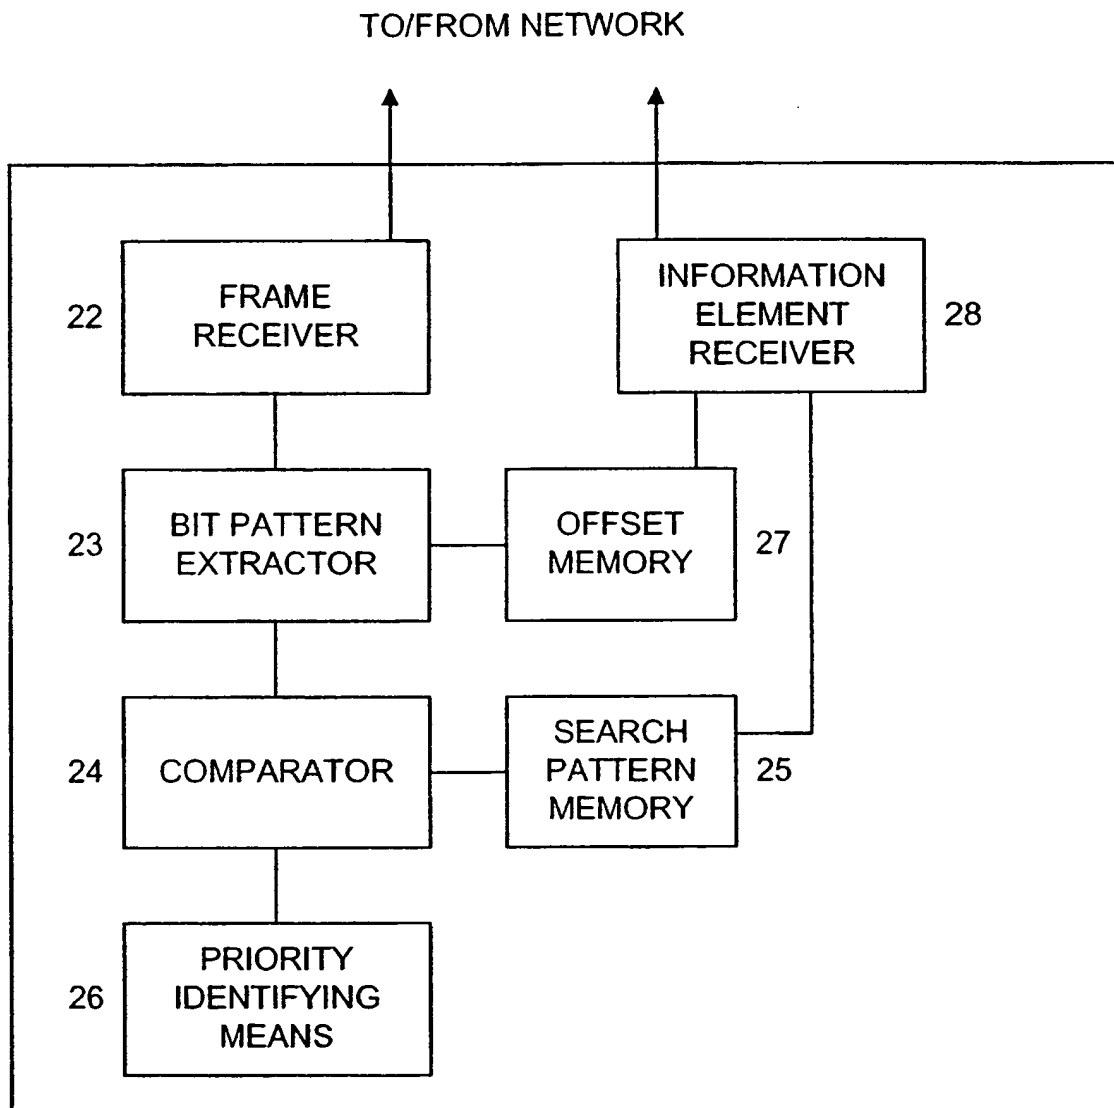 TO/FROM NETWORK
22
FRAME
RECEIVER
INFORMATION
ELEMENT
RECEIVER
28
23
BIT PATTERN
EXTRACTOR
OFFSET
MEMORY
27
24
COMPARATOR
SEARCH
PATTERN
MEMORY
25
26
PRIORITY
IDENTIFYING
MEANS